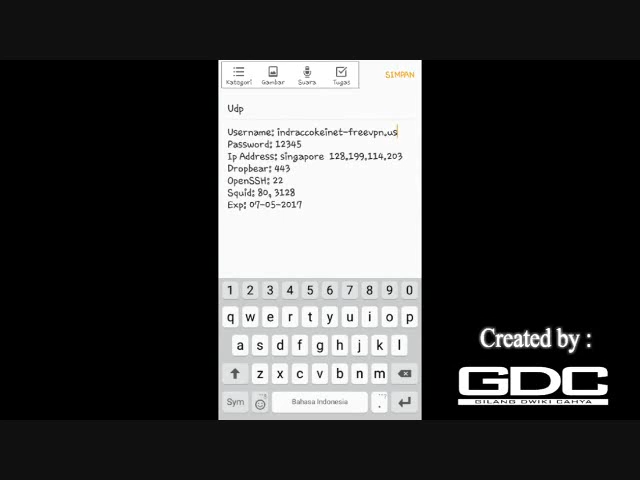 Kategori Gambar Suara Tugas SIMPAN
Udp
Username: indraccokeinet-freevpn.us
Password: 12345
Ip Address: singapore 128.199.114.203
Dropbear: 443
OpenSSH: 22
Squid: 80, 3128
Exp: 07-05-2017
1 2 3 4 5 6 7 8 9 0
q w e r t y u i o p
a s d f g h j k l
z x c v b n m
Sym Bahasa Indonesia .
Created by :
GDC
GILANG DWIKI CAHYA